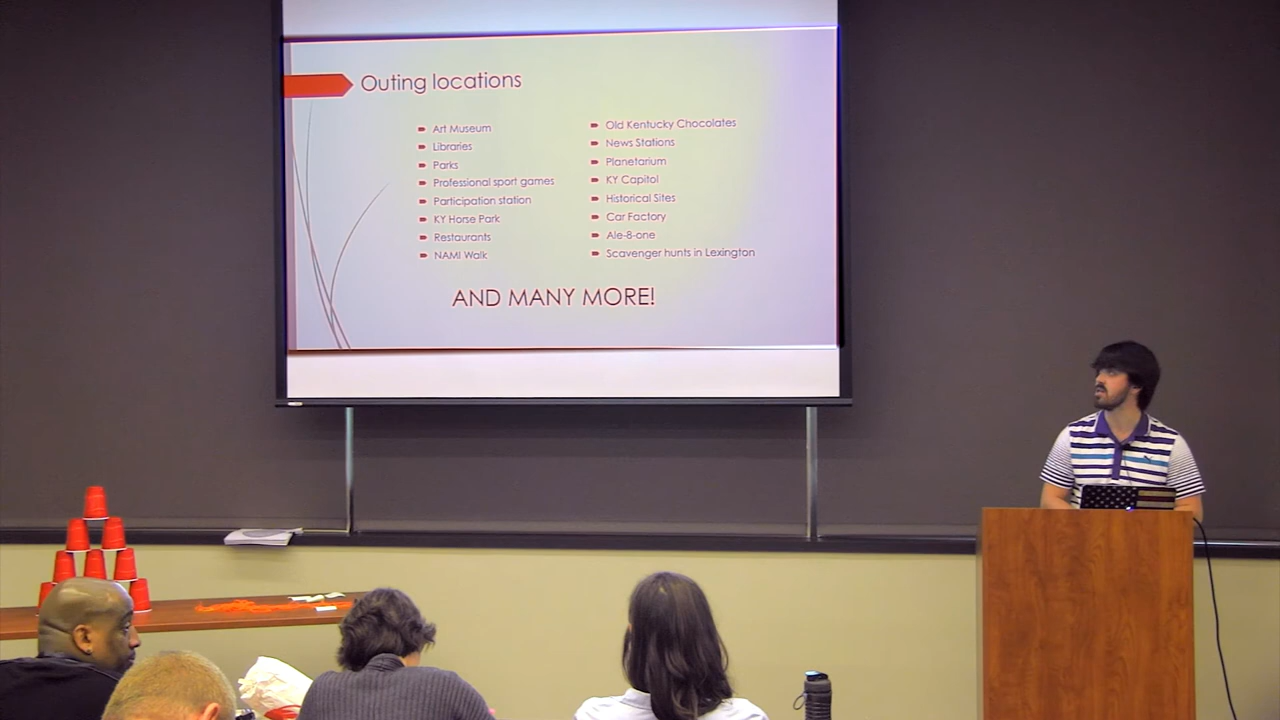 Outing locations
Art Museum
Libraries
Parks
Professional sport games
Participation station
KY Horse Park
Restaurants
NAMI Walk
Old Kentucky Chocolates
News Stations
Planetarium
KY Capitol
Historical Sites
Car Factory
Ale-8-one
Scavenger hunts in Lexington
AND MANY MORE!